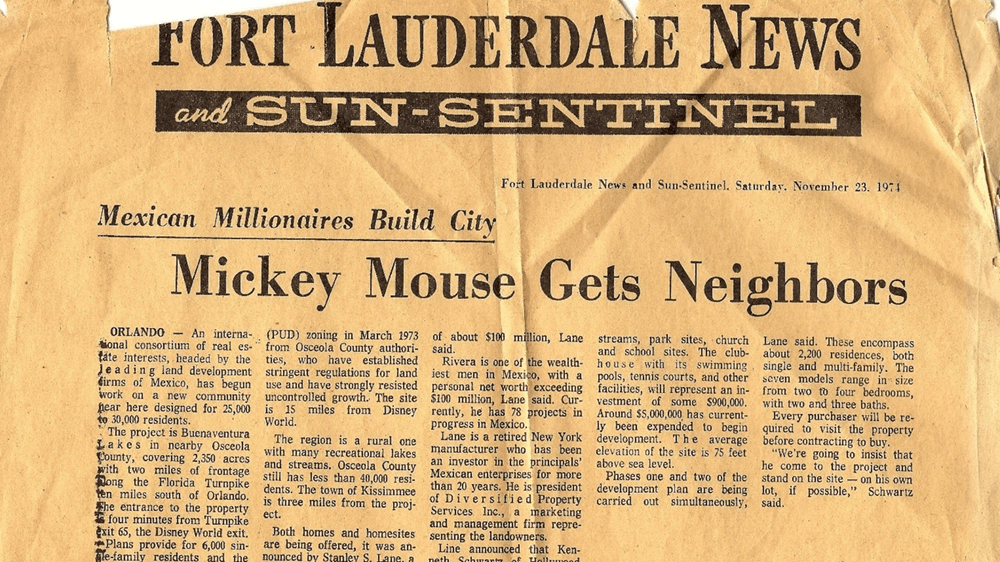 FORT LAUDERDALE NEWS
and SUN-SENTINEL
Fort Lauderdale News and Sun-Sentinel, Saturday, November 23, 1974
Mexican Millionaires Build City
Mickey Mouse Gets Neighbors
ORLANDO — An interna-
tional consortium of real es-
tate interests, headed by the
leading land development
firms of Mexico, has begun
work on a new community
near here designed for 25,000
to 30,000 residents.
The project is Buenaventura
Lakes in nearby Osceola
County, covering 2,350 acres
with two miles of frontage
along the Florida Turnpike
ten miles south of Orlando.
The entrance to the property
is four minutes from Turnpike
exit 65, the Disney World exit.
Plans provide for 6,000 sin-
gle-family residents and the
(PUD) zoning in March 1973
from Osceola County authori-
ties, who have established
stringent regulations for land
use and have strongly resisted
uncontrolled growth. The site
is 15 miles from Disney
World.
The region is a rural one
with many recreational lakes
and streams. Osceola County
still has less than 40,000 resi-
dents. The town of Kissimmee
is three miles from the proj-
ect.
Both homes and homesites
are being offered, it was an-
nounced by Stanley S. Lane, a
of about $100 million, Lane
said.
Rivera is one of the wealth-
iest men in Mexico, with a
personal net worth exceeding
$100 million, Lane said. Cur-
rently, he has 78 projects in
progress in Mexico.
Lane is a retired New York
manufacturer who has been
an investor in the principals'
Mexican enterprises for more
than 20 years. He is president
of Diversified Property
Services Inc., a marketing
and management firm repre-
senting the landowners.
Line announced that Ken-
neth Schwartz of Hollywood
streams, park sites, church
and school sites. The club-
house with its swimming
pools, tennis courts, and other
facilities, will represent an in-
vestment of some $900,000.
Around $5,000,000 has current-
ly been expended to begin
development. The average
elevation of the site is 75 feet
above sea level.
Phases one and two of the
development plan are being
carried out simultaneously,
Lane said. These encompass
about 2,200 residences, both
single and multi-family. The
seven models range in size
from two to four bedrooms,
with two and three baths.
Every purchaser will be re-
quired to visit the property
before contracting to buy.
"We're going to insist that
he come to the project and
stand on the site — on his own
lot, if possible," Schwartz
said.